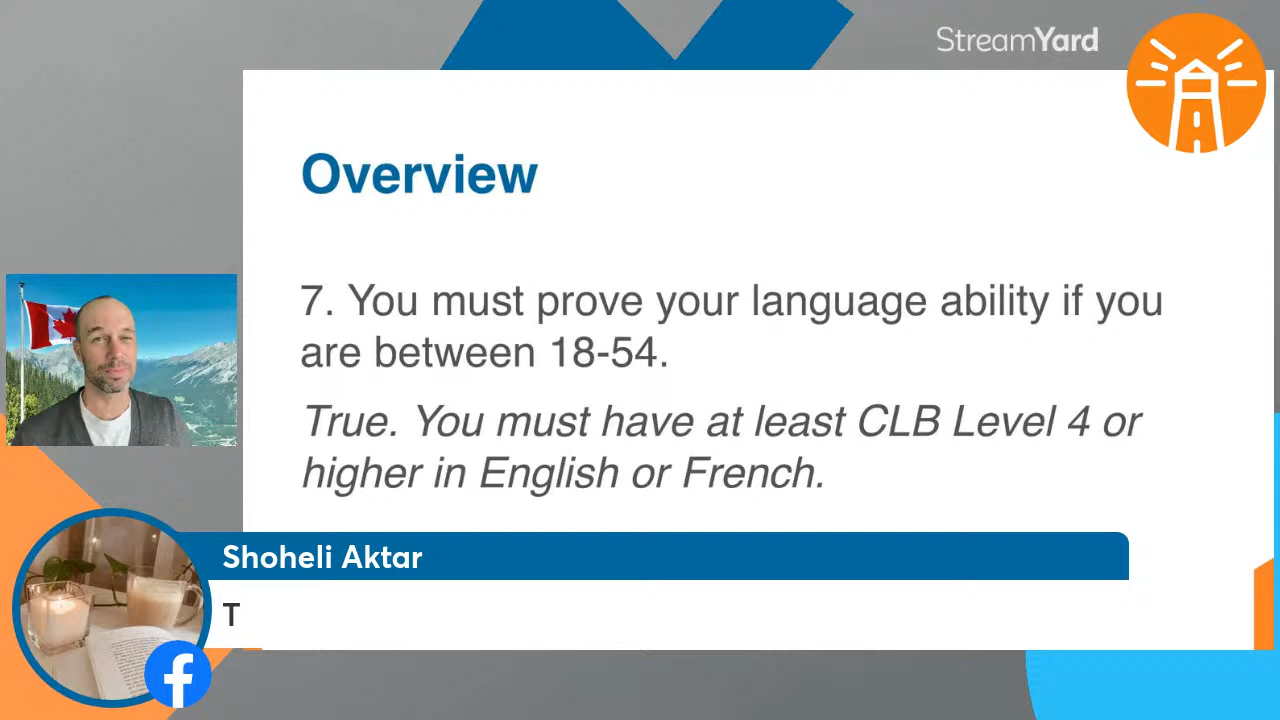 StreamYard
Overview
7. You must prove your language ability if you
are between 18-54.
True. You must have at least CLB Level 4 or
higher in English or French.
Shoheli Aktar
T